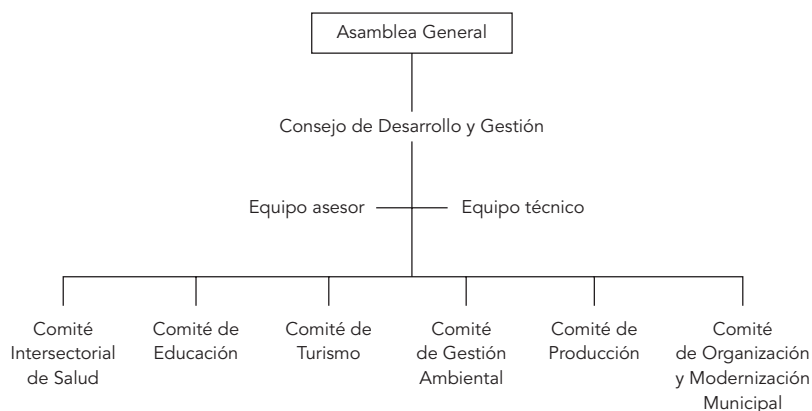 Asamblea General
Consejo de Desarrollo y Gestión
Equipo asesor
Equipo técnico
Comité
Intersectorial
de Salud
Comité de
Educación
Comité de
Turismo
Comité
de Gestión
Ambiental
Comité de
Producción
Comité
de Organización
y Modernización
Municipal